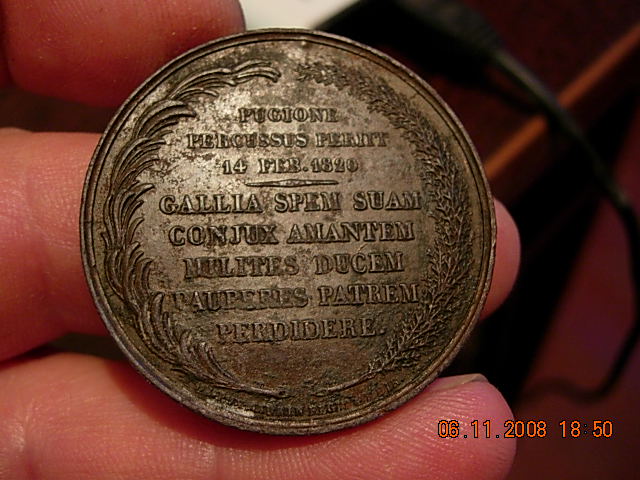 PUGIONE
PERCUSSUS PERIIT
14 FEB. 1820
GALLIA SPEM SUAM
CONJUX AMANTEM
MILITES DUCEM
PAUPERES PATREM
PERDIDERE.
06.11.2008 18:50